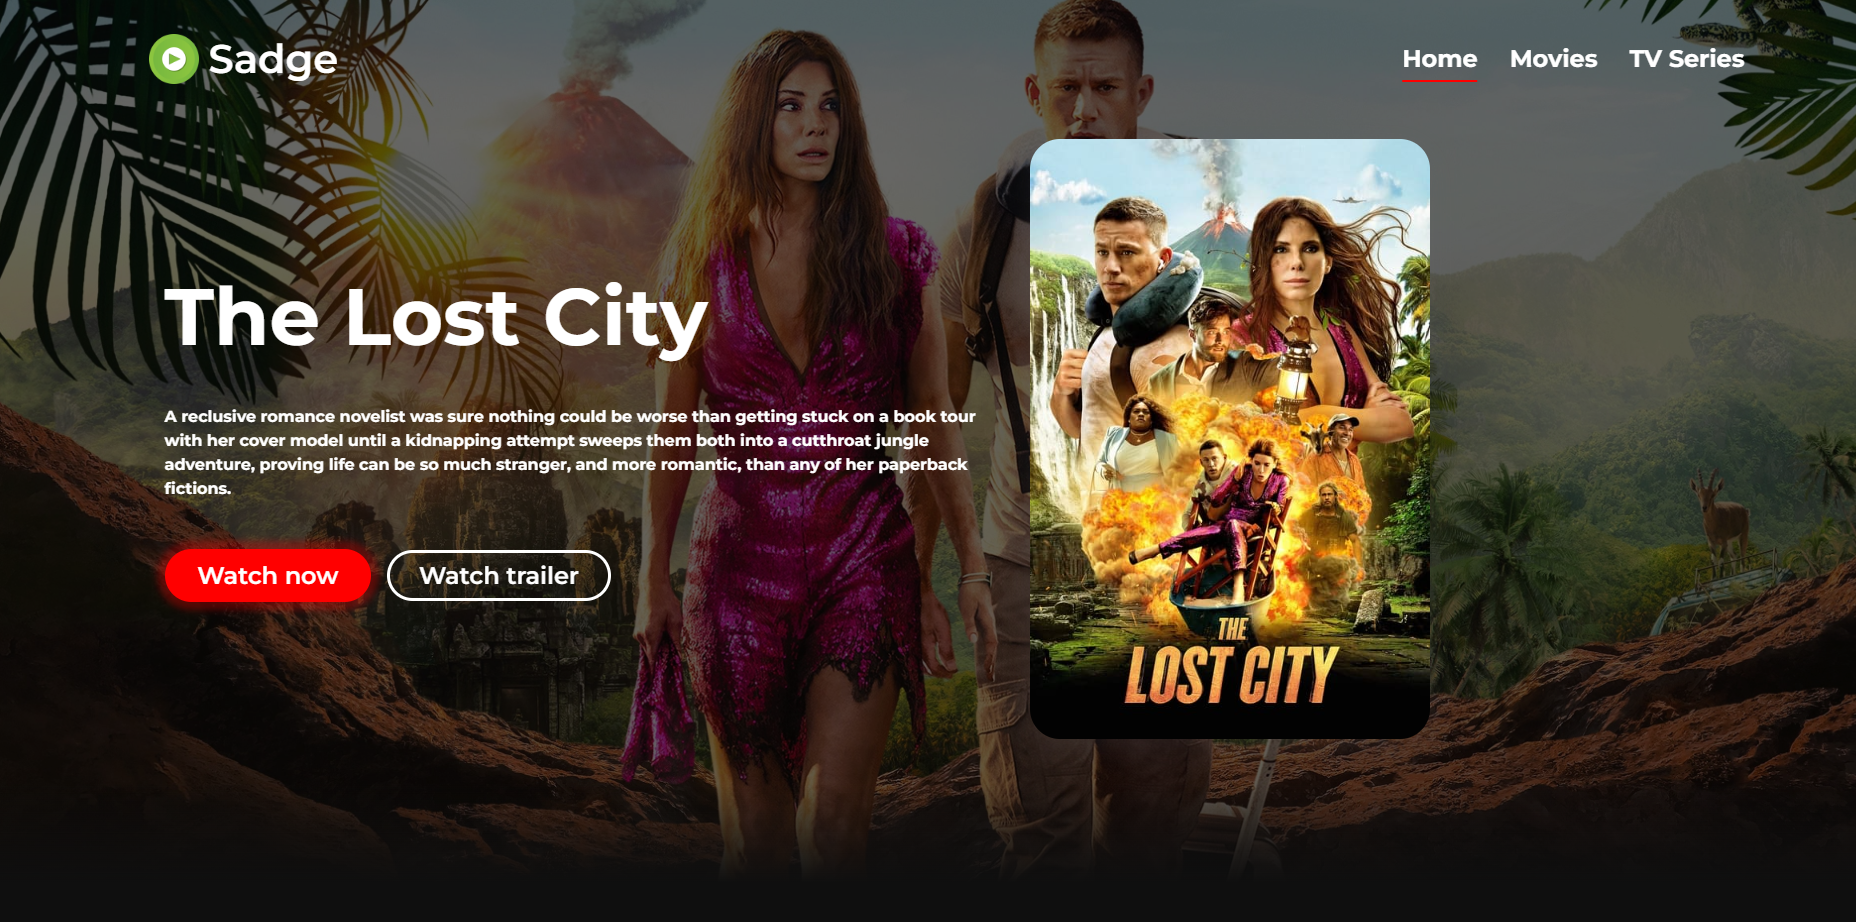 Sadge
Home Movies TV Series
The Lost City
A reclusive romance novelist was sure nothing could be worse than getting stuck on a book tour
with her cover model until a kidnapping attempt sweeps them both into a cutthroat jungle
adventure, proving life can be so much stranger, and more romantic, than any of her paperback
fictions.
Watch now
Watch trailer
THE
LOST CITY